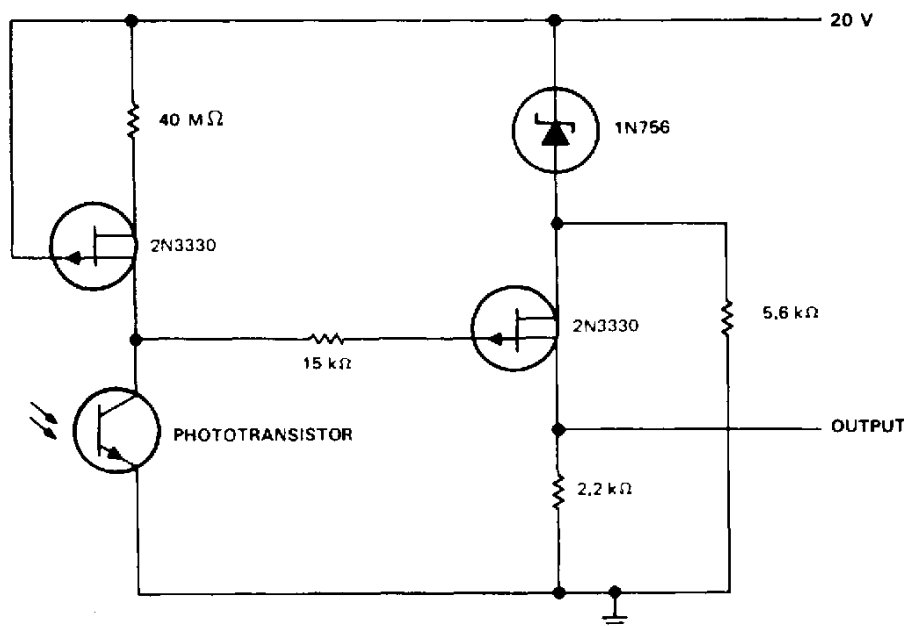 20 V
40 MΩ
1N756
2N3330
2N3330
5,6 kΩ
15 kΩ
PHOTOTRANSISTOR
OUTPUT
2,2 kΩ